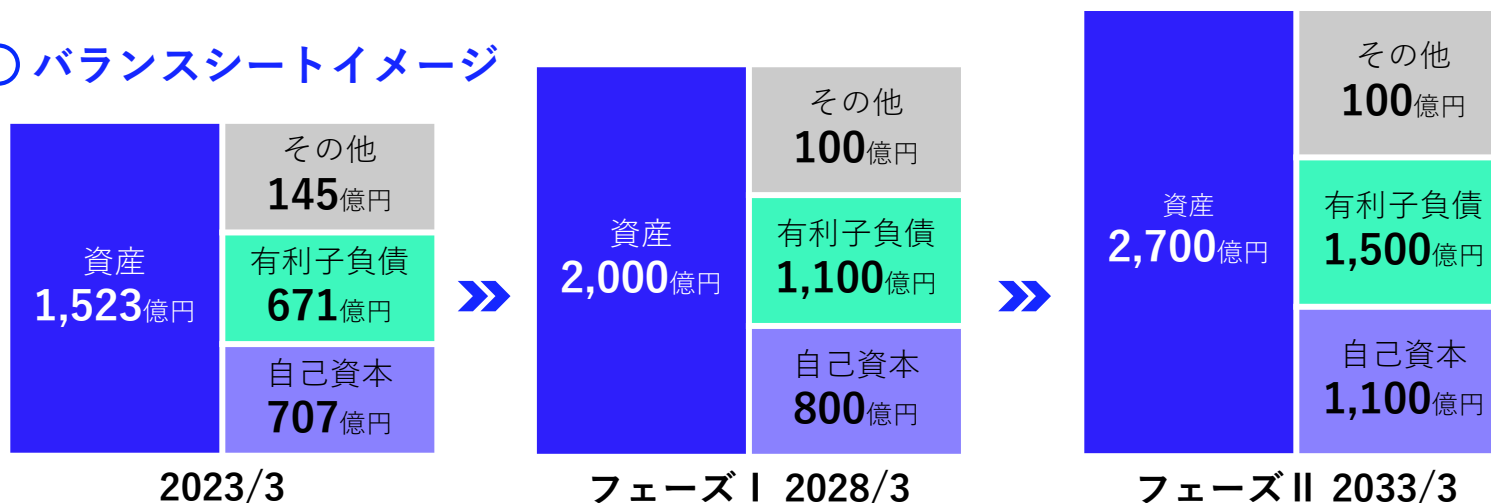 バランスシートイメージ
資産
1,523億円
その他
145億円
有利子負債
671億円
自己資本
707億円
2023/3
資産
2,000億円
その他
100億円
有利子負債
1,100億円
自己資本
800億円
フェーズⅠ 2028/3
資産
2,700億円
その他
100億円
有利子負債
1,500億円
自己資本
1,100億円
フェーズⅡ 2033/3